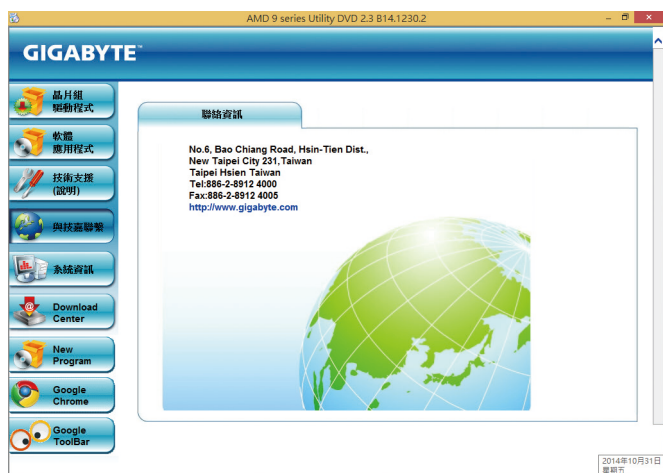 AMD 9 series Utility DVD 2.3 B14.1230.2
GIGABYTE™
晶片組
驅動程式
軟體
應用程式
技術支援
(說明)
與技嘉聯繫
系統資訊
Download
Center
New
Program
Google
Chrome
Google
ToolBar
聯絡資訊
No.6, Bao Chiang Road, Hsin-Tien Dist.,
New Taipei City 231,Taiwan
Taipei Hsien Taiwan
Tel:886-2-8912 4000
Fax:886-2-8912 4005
http://www.gigabyte.com
2014年10月31日
星期五